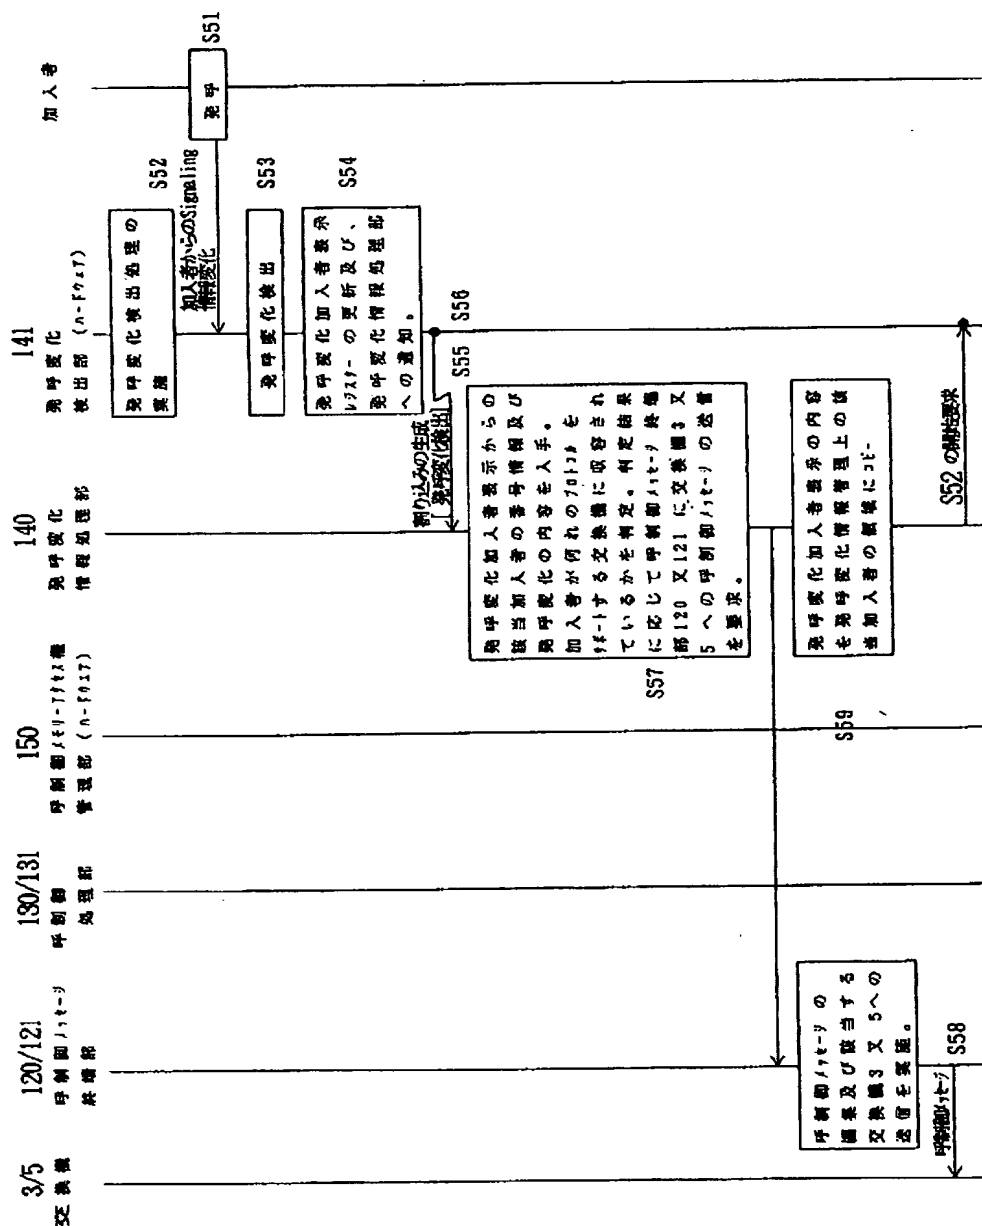 3/5
交換機
120/121
呼制御メッセージ
終端部
130/131
呼制御
処理部
150
呼制御メモリーアクセス権
管理部 (ハードウェア)
140
発呼変化
情報処理部
141
発呼変化
検出部 (ハードウェア)
加入者
発呼変化検出処理の
実施
S52
発呼
S51
加入者からのSignaling
情報変化
発呼変化検出
S53
発呼変化加入者表示
レジスターの更新及び、
発呼変化情報処理部
への通知。
S54
割り込みの生成
「発呼変化検出」
S55
S56
発呼変化加入者表示からの
該当加入者の番号情報及び
発呼変化の内容を入手。
加入者が何れのプロトコルを
サポートする交換機に収容され
ているかを判定。判定結果
に応じて呼制御メッセージ終端
部120 又121 に交換機3 又
5 への呼制御メッセージの送信
を要求。
S57
発呼変化加入者表示の内容
を発呼変化情報管理上の該
当加入者の領域にコピー
S59
S52 の開始要求
呼制御メッセージの
編集及び該当する
交換機3 又 5への
送信を実施。
呼制御メッセージ
S58